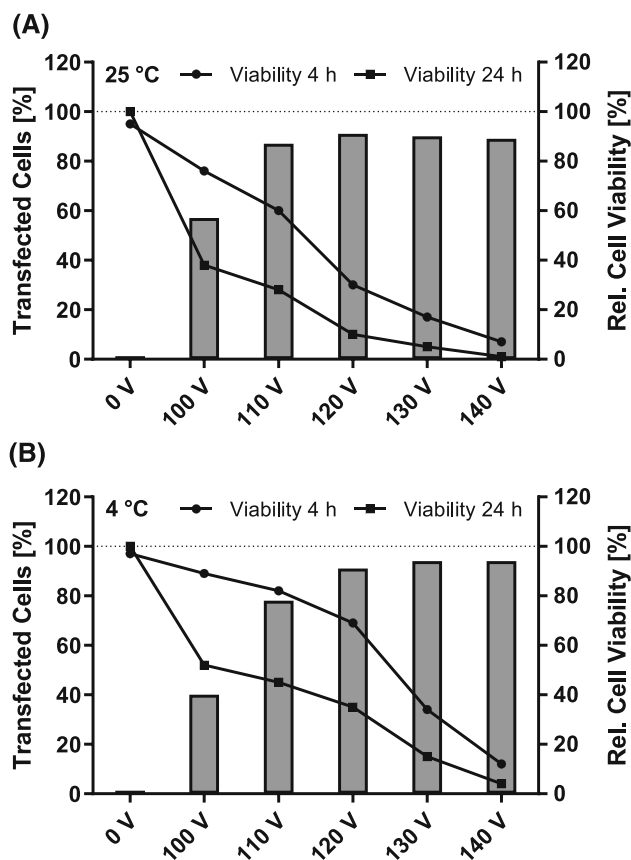 (A)
25 °C Viability 4 h Viability 24 h
Transfected Cells [%]
120
100
80
60
40
20
0
120
100
80
60
40
20
0
Rel. Cell Viability [%]
0 V 100 V 110 V 120 V 130 V 140 V
(B)
4 °C Viability 4 h Viability 24 h
Transfected Cells [%]
120
100
80
60
40
20
0
120
100
80
60
40
20
0
Rel. Cell Viability [%]
0 V 100 V 110 V 120 V 130 V 140 V